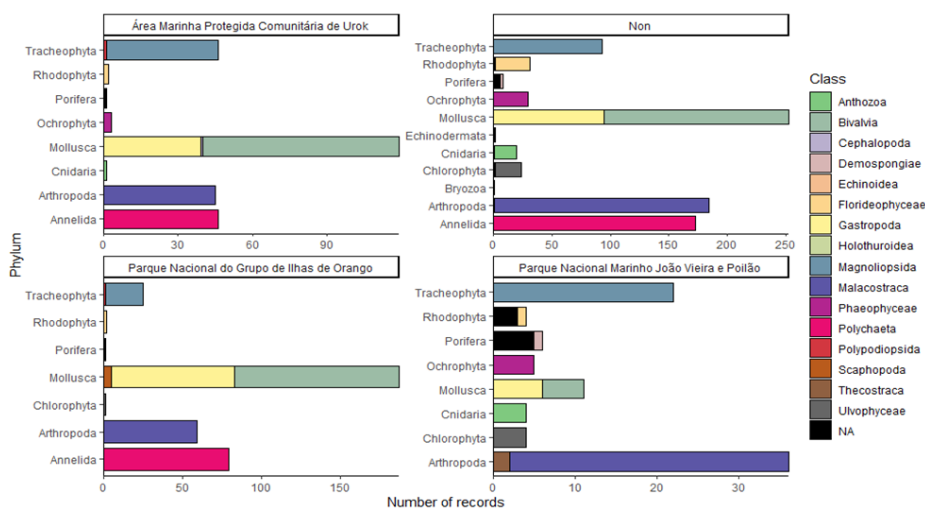 Área Marinha Protegida Comunitária de Urok
Tracheophyta
Rhodophyta
Porifera
Ochrophyta
Mollusca
Cnidaria
Arthropoda
Annelida
0 30 60 90
Non
Tracheophyta
Rhodophyta
Porifera
Ochrophyta
Mollusca
Echinodermata
Cnidaria
Chlorophyta
Bryozoa
Arthropoda
Annelida
0 50 100 150 200 250
Phylum
Parque Nacional do Grupo de Ilhas de Orango
Tracheophyta
Rhodophyta
Porifera
Mollusca
Chlorophyta
Arthropoda
Annelida
0 50 100 150
Parque Nacional Marinho João Vieira e Poilão
Tracheophyta
Rhodophyta
Porifera
Ochrophyta
Mollusca
Cnidaria
Chlorophyta
Arthropoda
0 10 20 30
Number of records
Class
Anthozoa
Bivalvia
Cephalopoda
Demospongiae
Echinoidea
Florideophyceae
Gastropoda
Holothuroidea
Magnoliopsida
Malacostraca
Phaeophyceae
Polychaeta
Polypodiopsida
Scaphopoda
Thecostraca
Ulvophyceae
NA